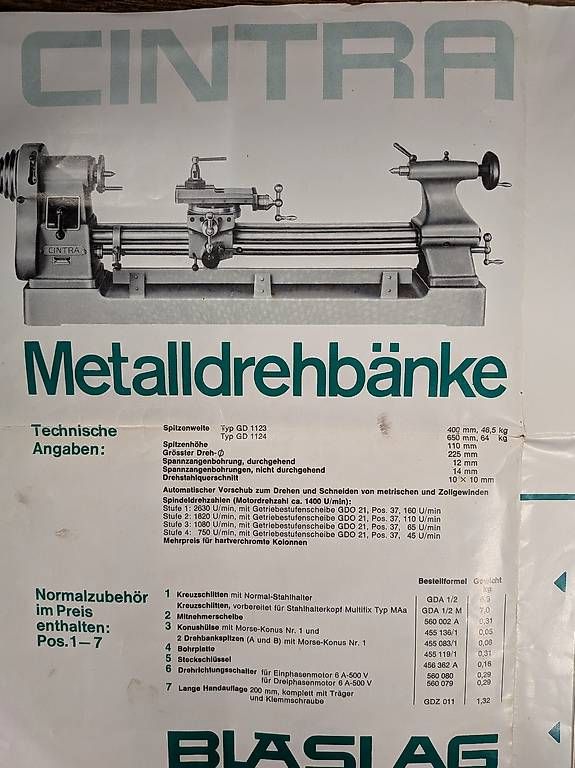 CINTRA
CINTRA
Metalldrehbänke
Technische Angaben:
Spitzenweite Typ GD 1123 400 mm, 46,5 kg
Typ GD 1124 650 mm, 64 kg
Spitzenhöhe 110 mm
Grösster Dreh-∅ 225 mm
Spannzangenbohrung, durchgehend 12 mm
Spannzangenbohrungen, nicht durchgehend 14 mm
Drehstahlquerschnitt 10 × 10 mm
Automatischer Vorschub zum Drehen und Schneiden von metrischen und Zollgewinden
Spindeldrehzahlen (Motordrehzahl ca. 1400 U/min):
Stufe 1: 2630 U/min, mit Getriebestufenscheibe GDO 21, Pos. 37, 160 U/min
Stufe 2: 1820 U/min, mit Getriebestufenscheibe GDO 21, Pos. 37, 110 U/min
Stufe 3: 1080 U/min, mit Getriebestufenscheibe GDO 21, Pos. 37, 65 U/min
Stufe 4: 750 U/min, mit Getriebestufenscheibe GDO 21, Pos. 37, 45 U/min
Mehrpreis für hartverchromte Kolonnen
Normalzubehör im Preis enthalten: Pos. 1–7
Bestellformel Gewicht kg
1 Kreuzschlitten mit Normal-Stahlhalter GDA 1/2
Kreuzschlitten, vorbereitet für Stahlhalterkopf Multifix Typ MAa GDA 1/2 M 7,0
2 Mitnehmerscheibe 560 002 A 0,31
3 Konushülse mit Morse-Konus Nr. 1 und 455 136/1 0,05
2 Drehbankspitzen (A und B) mit Morse-Konus Nr. 1 455 083/1
4 Bohrplatte 455 119/1 0,31
5 Steckschlüssel 456 362 A 0,16
6 Drehrichtungsschalter für Einphasenmotor 6 A-500 V 560 080 0,29
für Dreiphasenmotor 6 A-500 V 560 079 0,29
7 Lange Handauflage 200 mm, komplett mit Träger
und Klemmschraube GDZ 011 1,32
BLASI AG